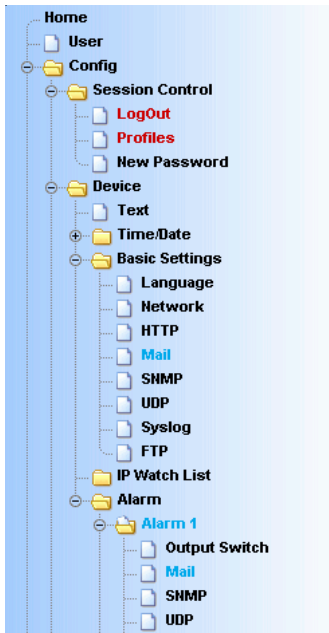 Home
User
Config
Session Control
LogOut
Profiles
New Password
Device
Text
Time/Date
Basic Settings
Language
Network
HTTP
Mail
SNMP
UDP
Syslog
FTP
IP Watch List
Alarm
Alarm 1
Output Switch
Mail
SNMP
UDP